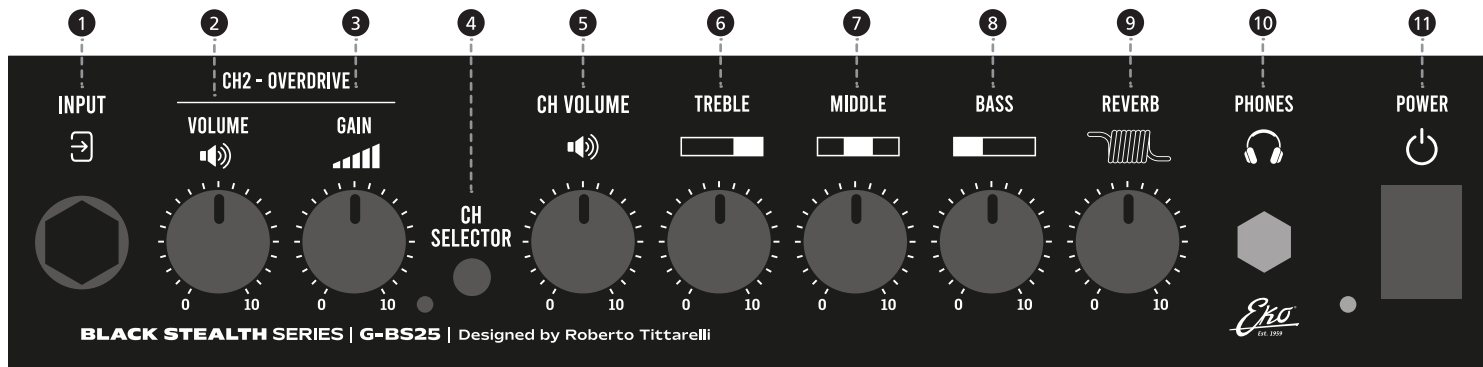 1 2 3 4 5 6 7 8 9 10 11
CH2 - OVERDRIVE
INPUT CH VOLUME TREBLE MIDDLE BASS REVERB PHONES POWER
VOLUME GAIN
CH
SELECTOR
0 10 0 10 0 10 0 10 0 10 0 10 0 10
BLACK STEALTH SERIES | G-BS25 | Designed by Roberto Tittarelli
Eko
Est. 1959